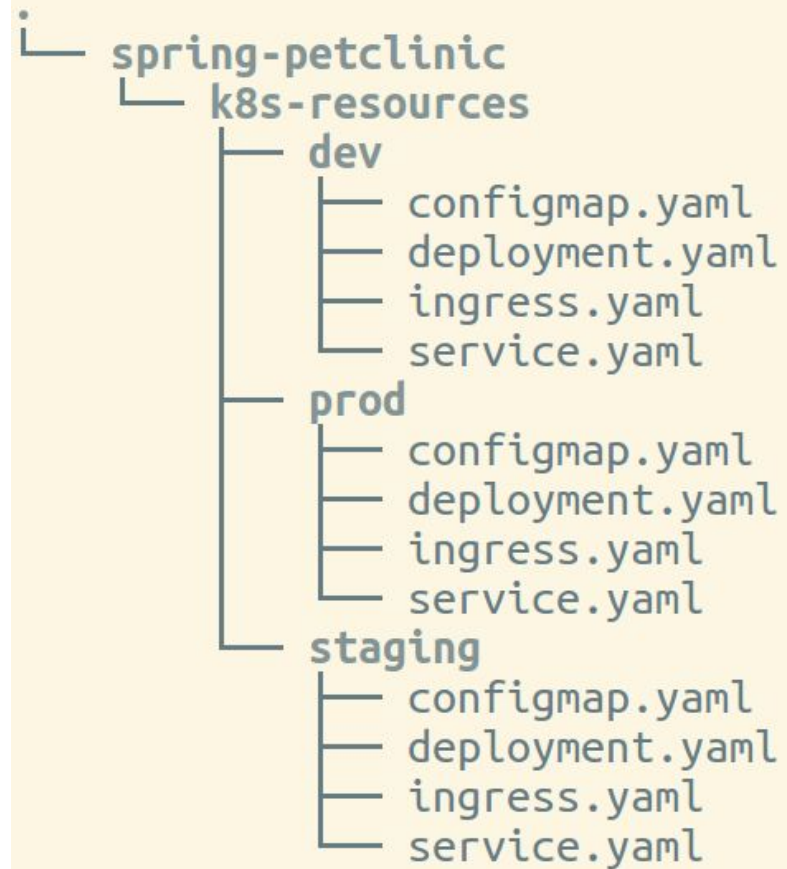 .
└── spring-petclinic
    └── k8s-resources
        ├── dev
        │   ├── configmap.yaml
        │   ├── deployment.yaml
        │   ├── ingress.yaml
        │   └── service.yaml
        ├── prod
        │   ├── configmap.yaml
        │   ├── deployment.yaml
        │   ├── ingress.yaml
        │   └── service.yaml
        └── staging
            ├── configmap.yaml
            ├── deployment.yaml
            ├── ingress.yaml
            └── service.yaml